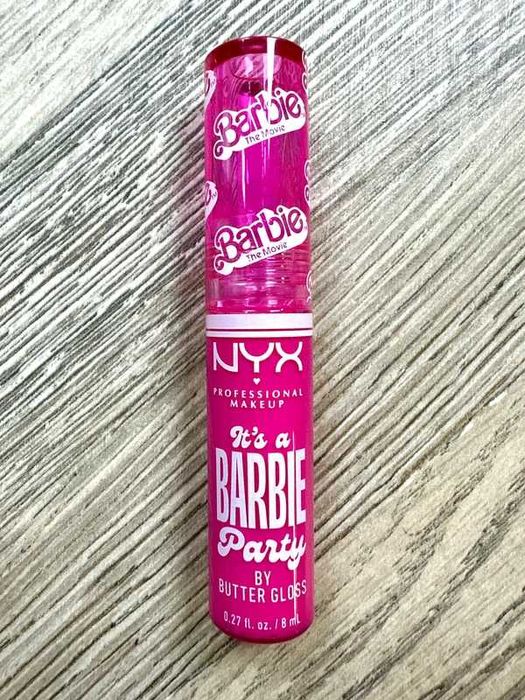 Barbie
The Movie
Barbie
The Movie
NYX
PROFESSIONAL
MAKEUP
It's a
BARBIE
Party
BY
BUTTER GLOSS
0.27 fl. oz. / 8 mL